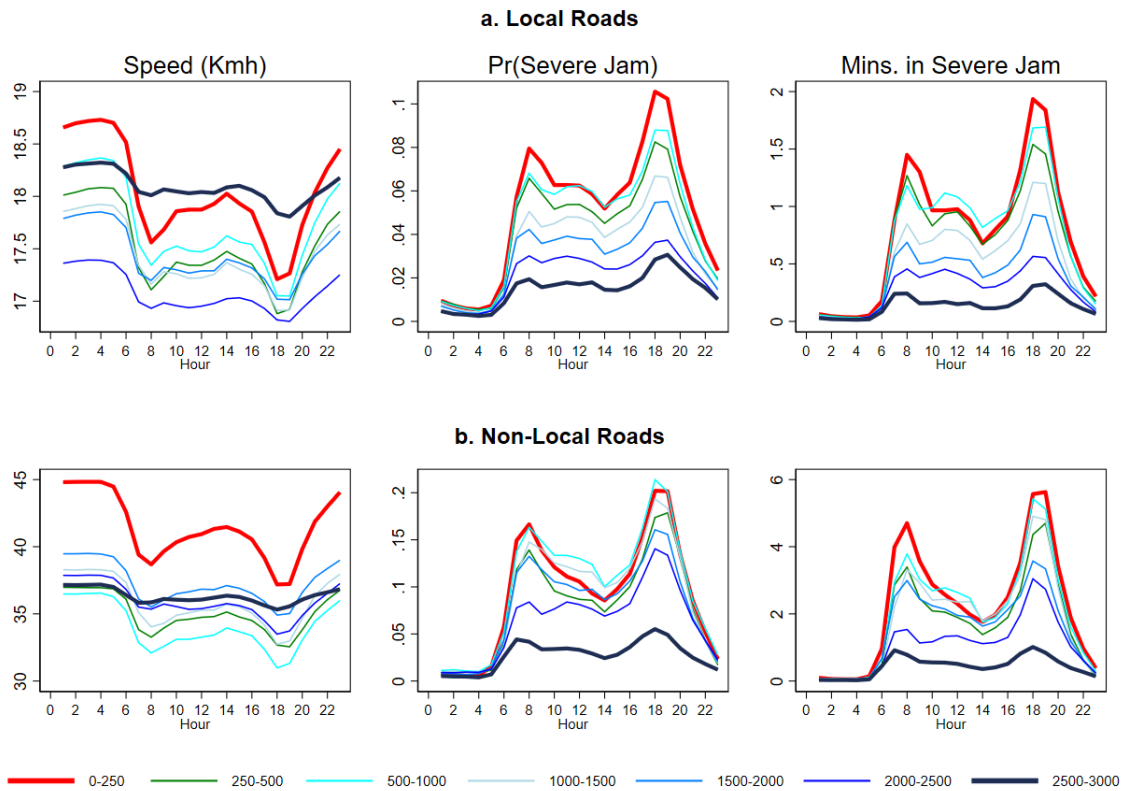 a. Local Roads
Speed (Kmh)
Pr(Severe Jam)
Mins. in Severe Jam
19
18.5
18
17.5
17
0 2 4 6 8 10 12 14 16 18 20 22
Hour
.1
.08
.06
.04
.02
0
0 2 4 6 8 10 12 14 16 18 20 22
Hour
2
1.5
1
.5
0
0 2 4 6 8 10 12 14 16 18 20 22
Hour
b. Non-Local Roads
45
40
35
30
0 2 4 6 8 10 12 14 16 18 20 22
Hour
.2
.15
.1
.05
0
0 2 4 6 8 10 12 14 16 18 20 22
Hour
6
4
2
0
0 2 4 6 8 10 12 14 16 18 20 22
Hour
0-250 250-500 500-1000 1000-1500 1500-2000 2000-2500 2500-3000